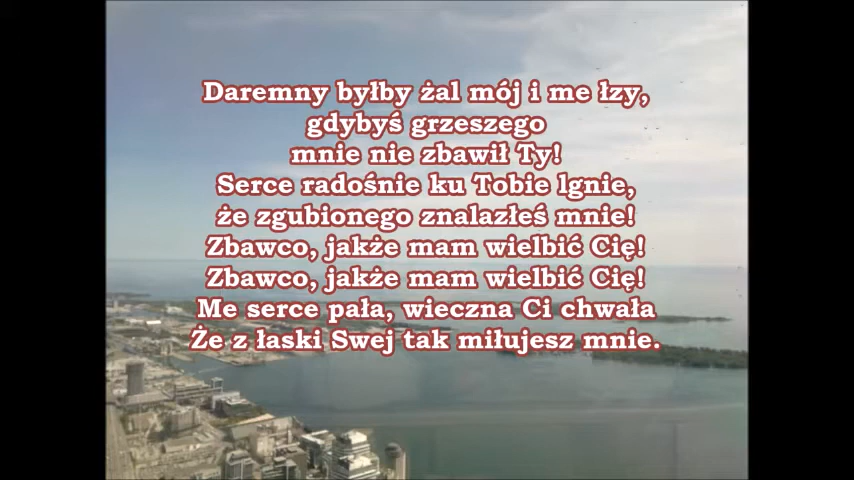 Daremny byłby żal mój i me łzy,
gdybyś grzeszego
mnie nie zbawił Ty!
Serce radośnie ku Tobie lgnie,
że zgubionego znalazłeś mnie!
Zbawco, jakże mam wielbić Cię!
Zbawco, jakże mam wielbić Cię!
Me serce pała, wieczna Ci chwała
Że z łaski Swej tak miłujesz mnie.